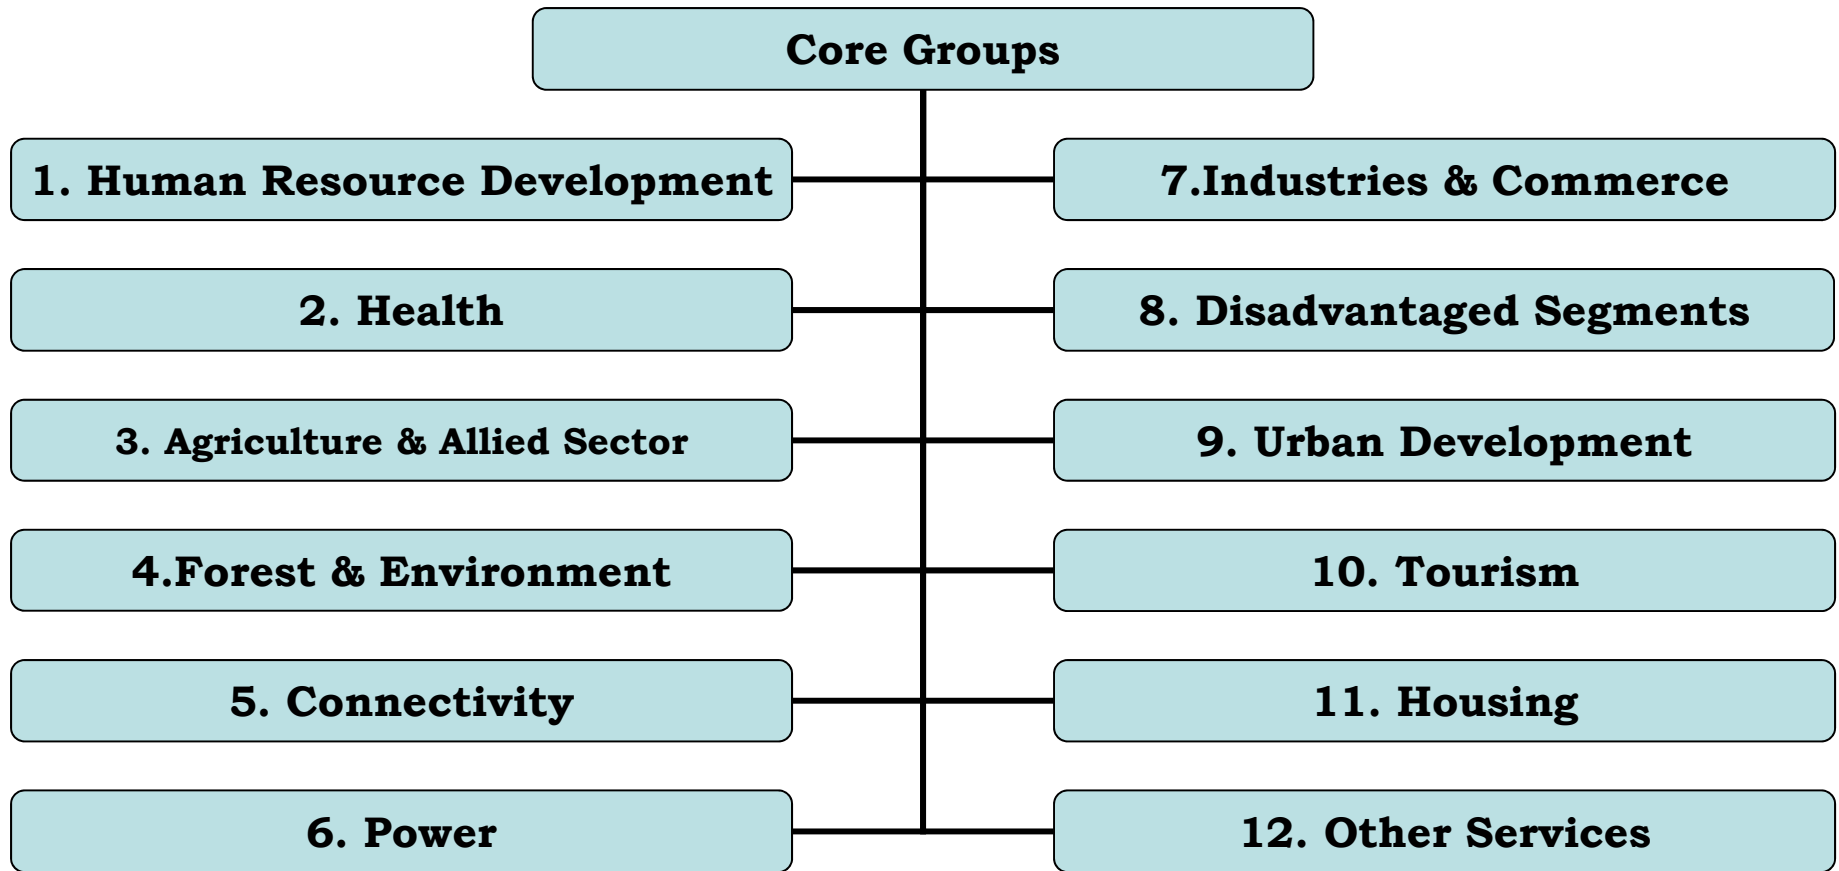 Core Groups
1. Human Resource Development
2. Health
3. Agriculture & Allied Sector
4.Forest & Environment
5. Connectivity
6. Power
7.Industries & Commerce
8. Disadvantaged Segments
9. Urban Development
10. Tourism
11. Housing
12. Other Services